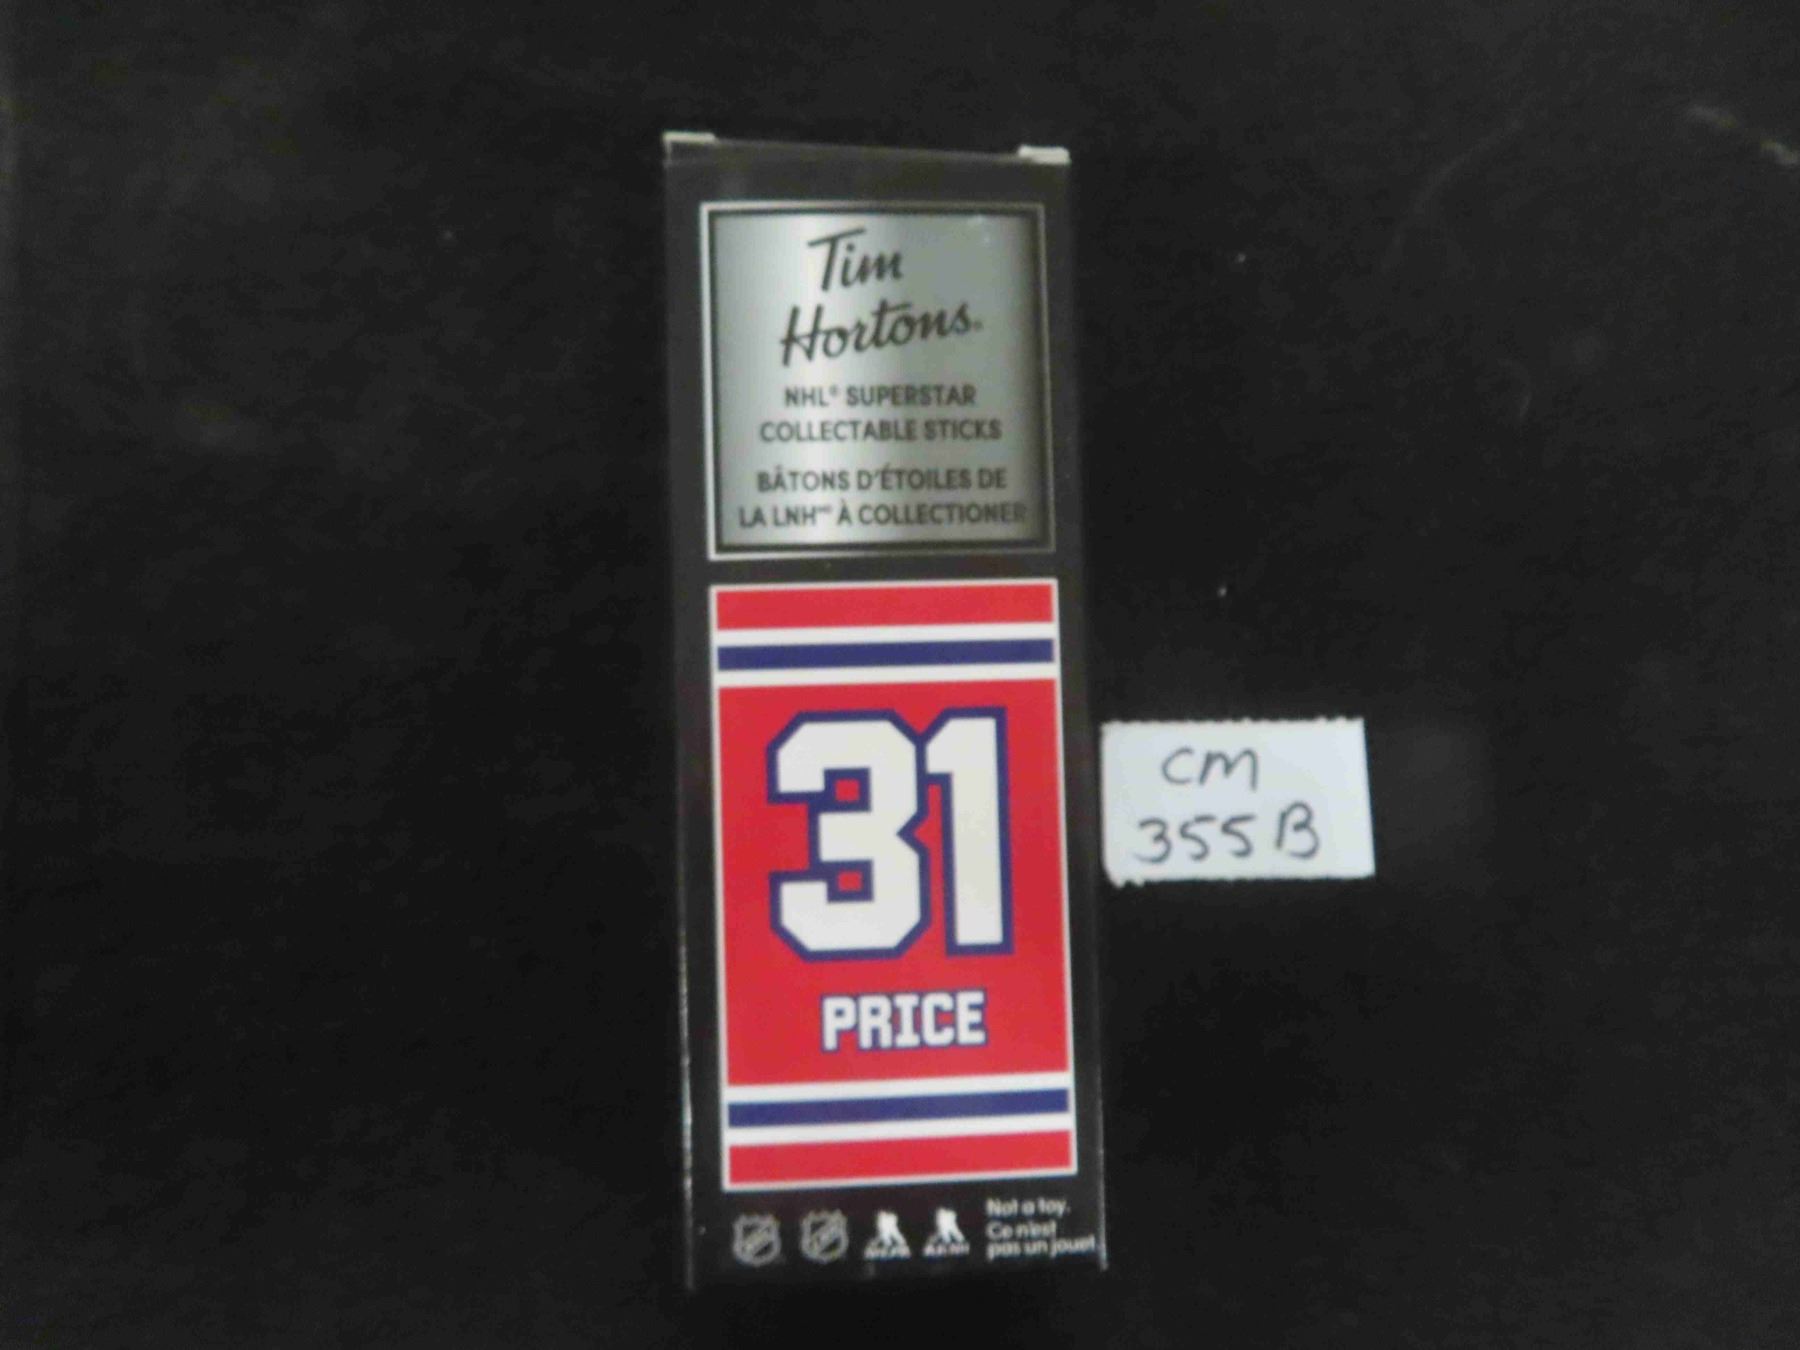 Tim
Hortons®
NHL® SUPERSTAR
COLLECTABLE STICKS
BÂTONS D'ÉTOILES DE
LA LNHᴹᴰ À COLLECTIONER
31
PRICE
CM
355B
Not a toy.
Ce n'est
pas un jouet